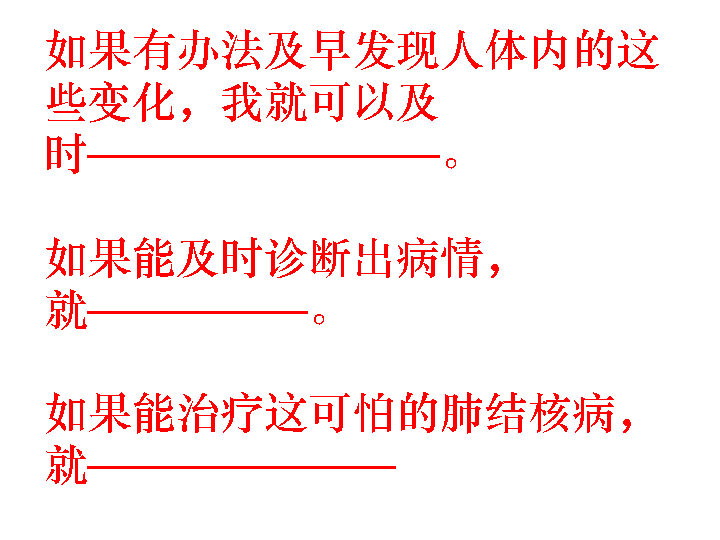 如果有办法及早发现人体内的这
些变化，我就可以及
时————————。
如果能及时诊断出病情，
就—————。
如果能治疗这可怕的肺结核病，
就———————